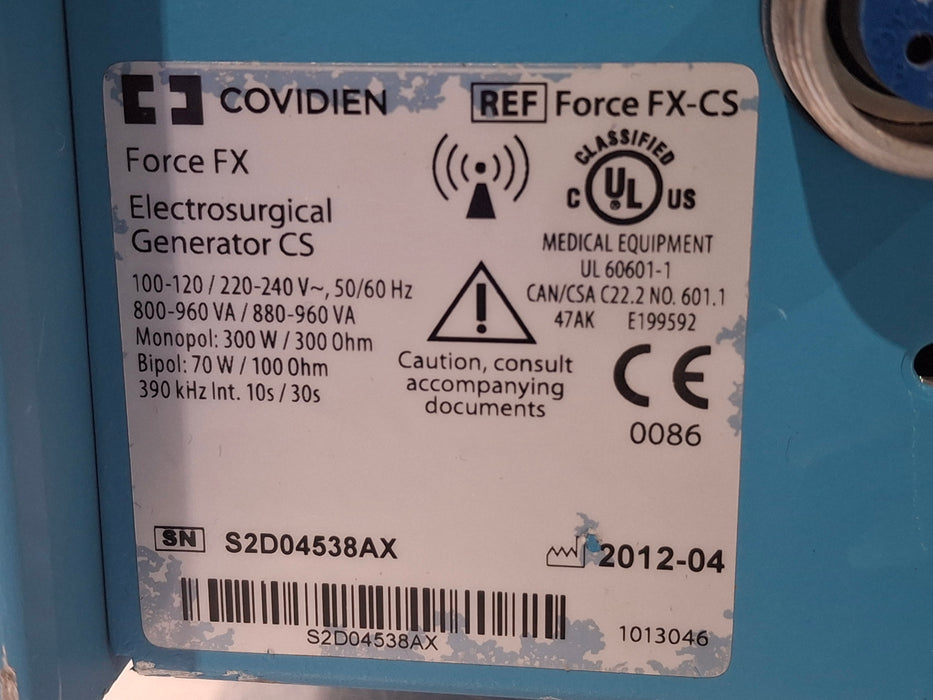 COVIDIEN
REF Force FX-CS
Force FX
Electrosurgical
Generator CS
100-120 / 220-240 V~, 50/60 Hz
800-960 VA / 880-960 VA
Monopol: 300 W / 300 Ohm
Bipol: 70 W / 100 Ohm
390 kHz Int. 10s / 30s
CLASSIFIED
C UL US
MEDICAL EQUIPMENT
UL 60601-1
CAN/CSA C22.2 NO. 601.1
47AK E199592
Caution, consult
accompanying
documents
CE
0086
SN S2D04538AX
2012-04
S2D04538AX
1013046